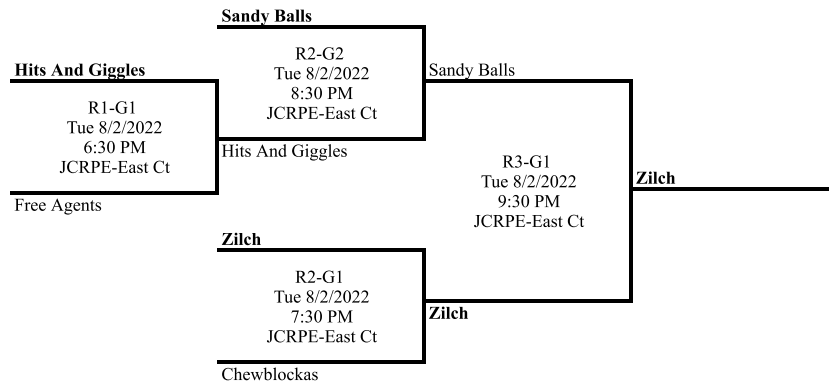 Sandy Balls
R2-G2
Tue 8/2/2022
8:30 PM
JCRPE-East Ct
Hits And Giggles
Sandy Balls
R1-G1
Tue 8/2/2022
6:30 PM
JCRPE-East Ct
Hits And Giggles
Free Agents
R3-G1
Tue 8/2/2022
9:30 PM
JCRPE-East Ct
Zilch
Zilch
R2-G1
Tue 8/2/2022
7:30 PM
JCRPE-East Ct
Zilch
Chewblockas